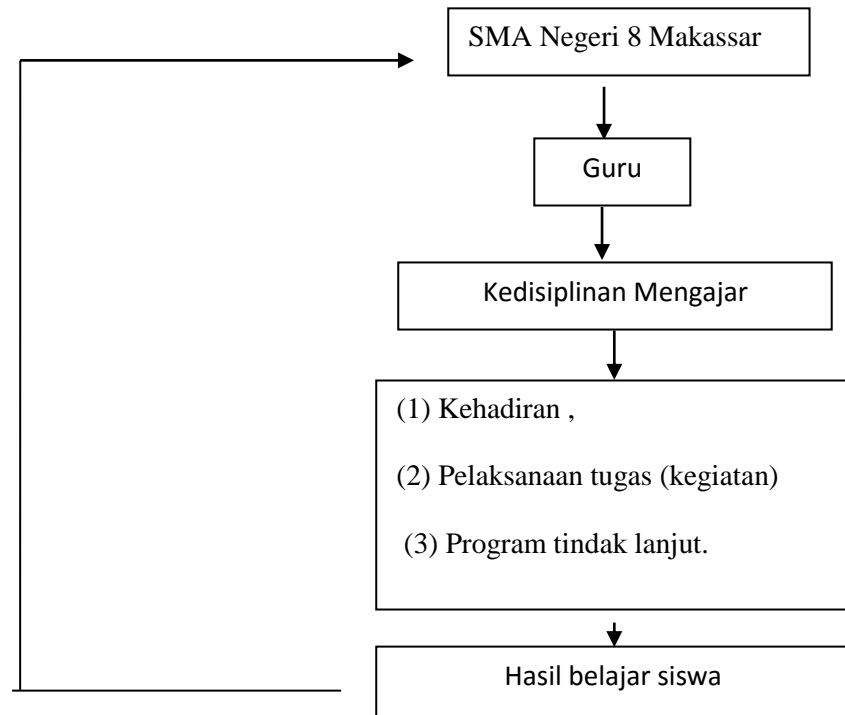 SMA Negeri 8 Makassar
Guru
Kedisiplinan Mengajar
(1) Kehadiran ,
(2) Pelaksanaan tugas (kegiatan)
(3) Program tindak lanjut.
Hasil belajar siswa